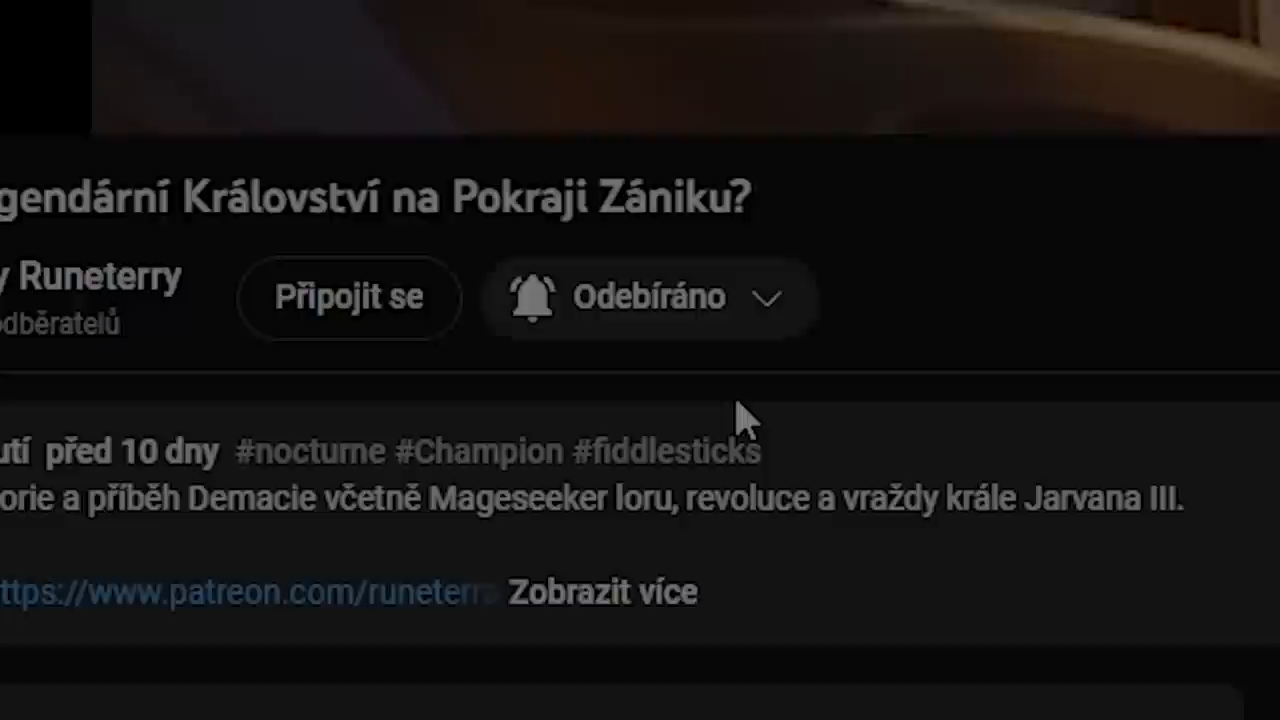 gendární Království na Pokraji Zániku?
y Runeterry
odběratelů
Připojit se
Odebíráno
utí před 10 dny #nocturne #Champion #fiddlesticks
orie a příběh Demacie včetně Mageseeker loru, revoluce a vraždy krále Jarvana III.
ttps://www.patreon.com/runeterra Zobrazit více